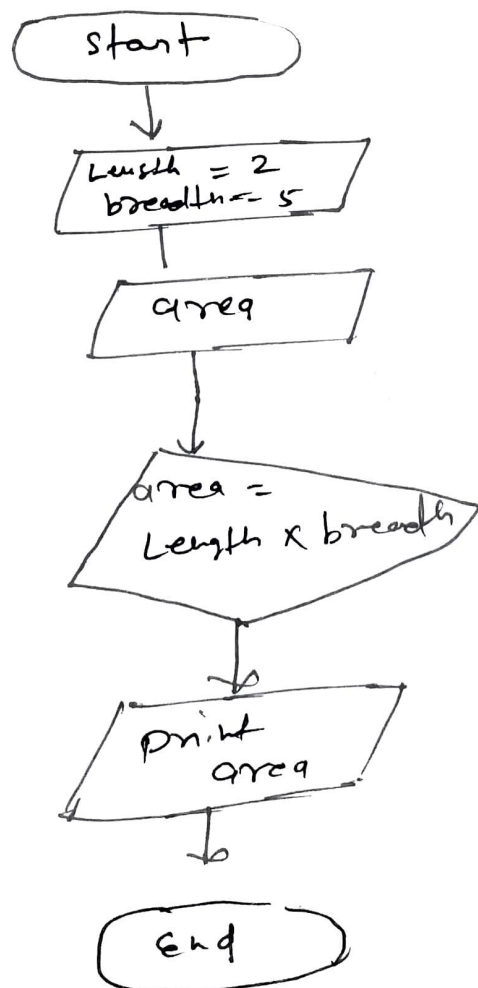 start
Length = 2
breadth = 5
area
area =
Length x breadth
print
area
End